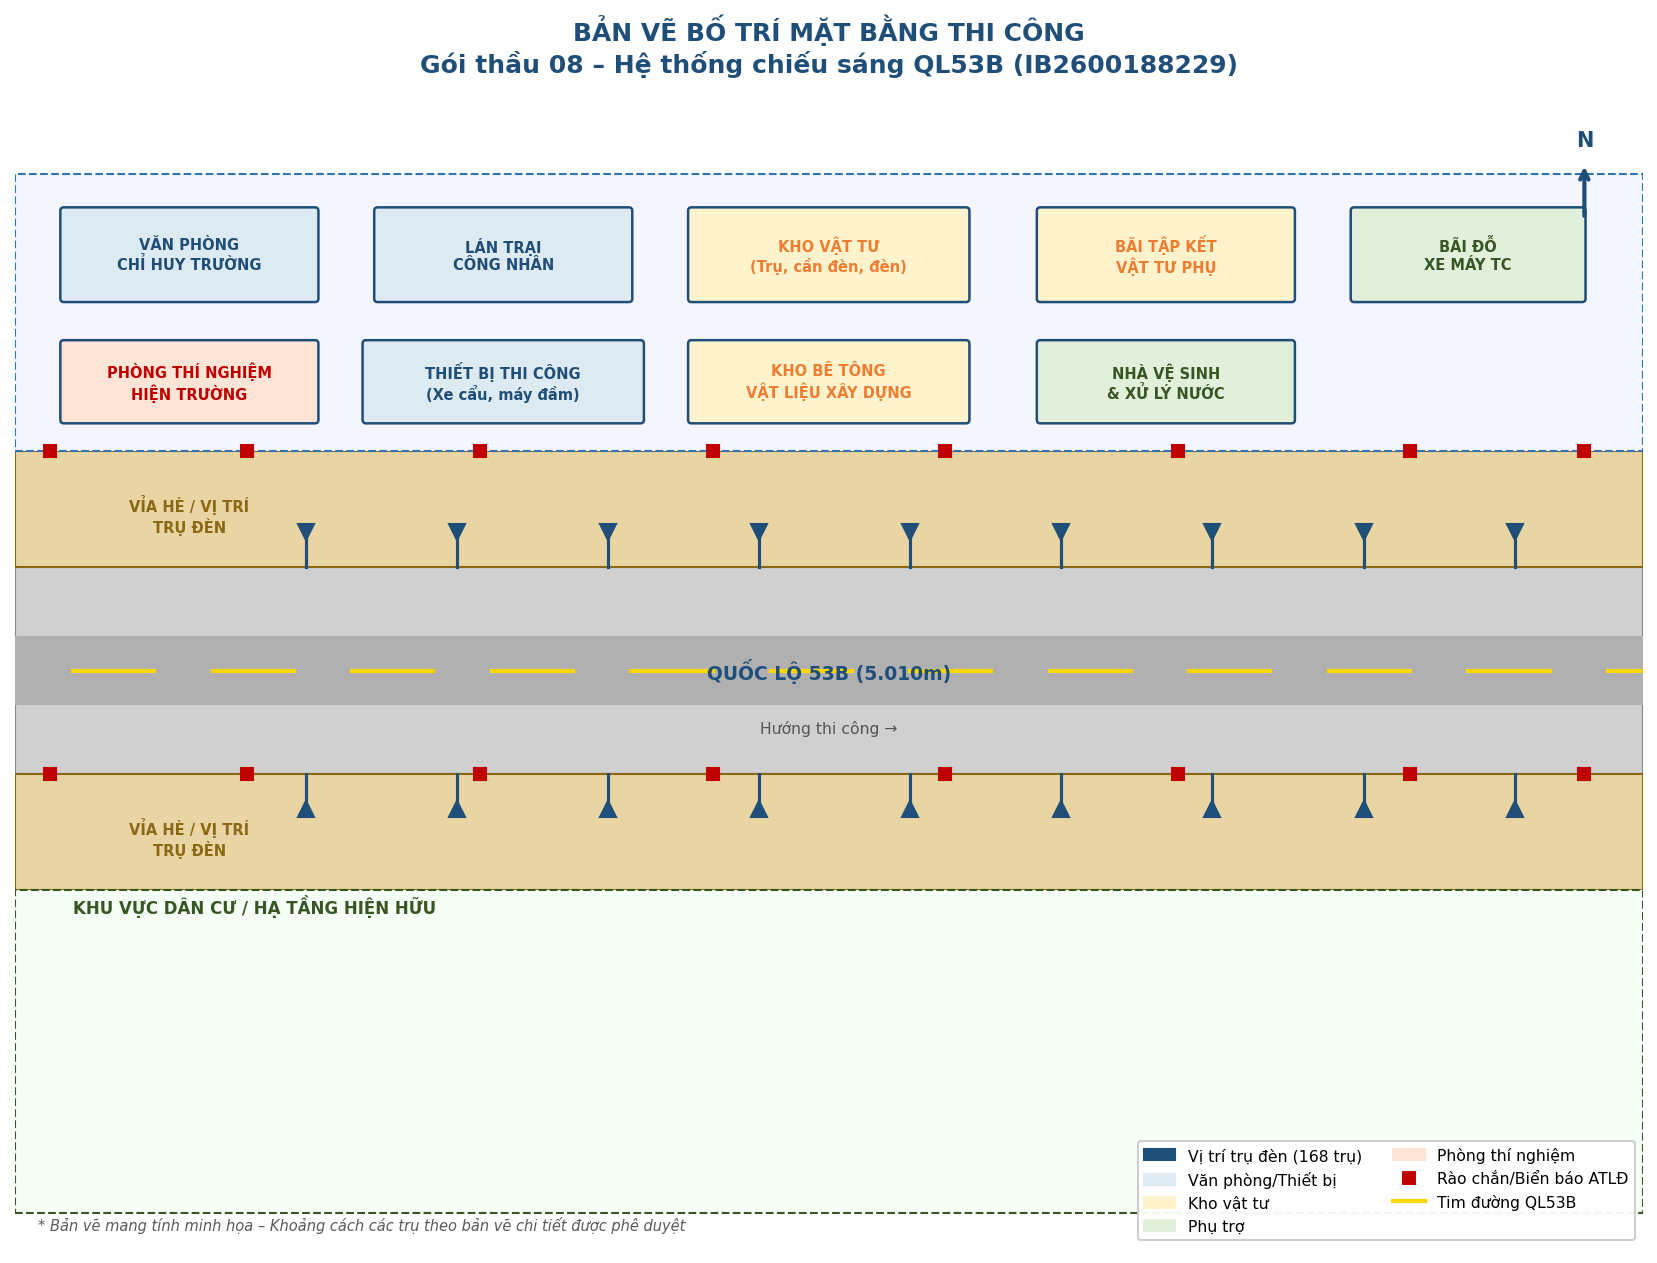 BẢN VẼ BỐ TRÍ MẶT BẰNG THI CÔNG
Gói thầu 08 – Hệ thống chiếu sáng QL53B (IB2600188229)
N
VĂN PHÒNG
CHỈ HUY TRƯỜNG
LÁN TRẠI
CÔNG NHÂN
KHO VẬT TƯ
(Trụ, cần đèn, đèn)
BÃI TẬP KẾT
VẬT TƯ PHỤ
BÃI ĐỖ
XE MÁY TC
PHÒNG THÍ NGHIỆM
HIỆN TRƯỜNG
THIẾT BỊ THI CÔNG
(Xe cẩu, máy đầm)
KHO BÊ TÔNG
VẬT LIỆU XÂY DỰNG
NHÀ VỆ SINH
& XỬ LÝ NƯỚC
VỈA HÈ / VỊ TRÍ
TRỤ ĐÈN
QUỐC LỘ 53B (5.010m)
Hướng thi công →
VỈA HÈ / VỊ TRÍ
TRỤ ĐÈN
KHU VỰC DÂN CƯ / HẠ TẦNG HIỆN HỮU
Vị trí trụ đèn (168 trụ)
Văn phòng/Thiết bị
Kho vật tư
Phụ trợ
Phòng thí nghiệm
Rào chắn/Biển báo ATLĐ
Tim đường QL53B
* Bản vẽ mang tính minh họa – Khoảng cách các trụ theo bản vẽ chi tiết được phê duyệt